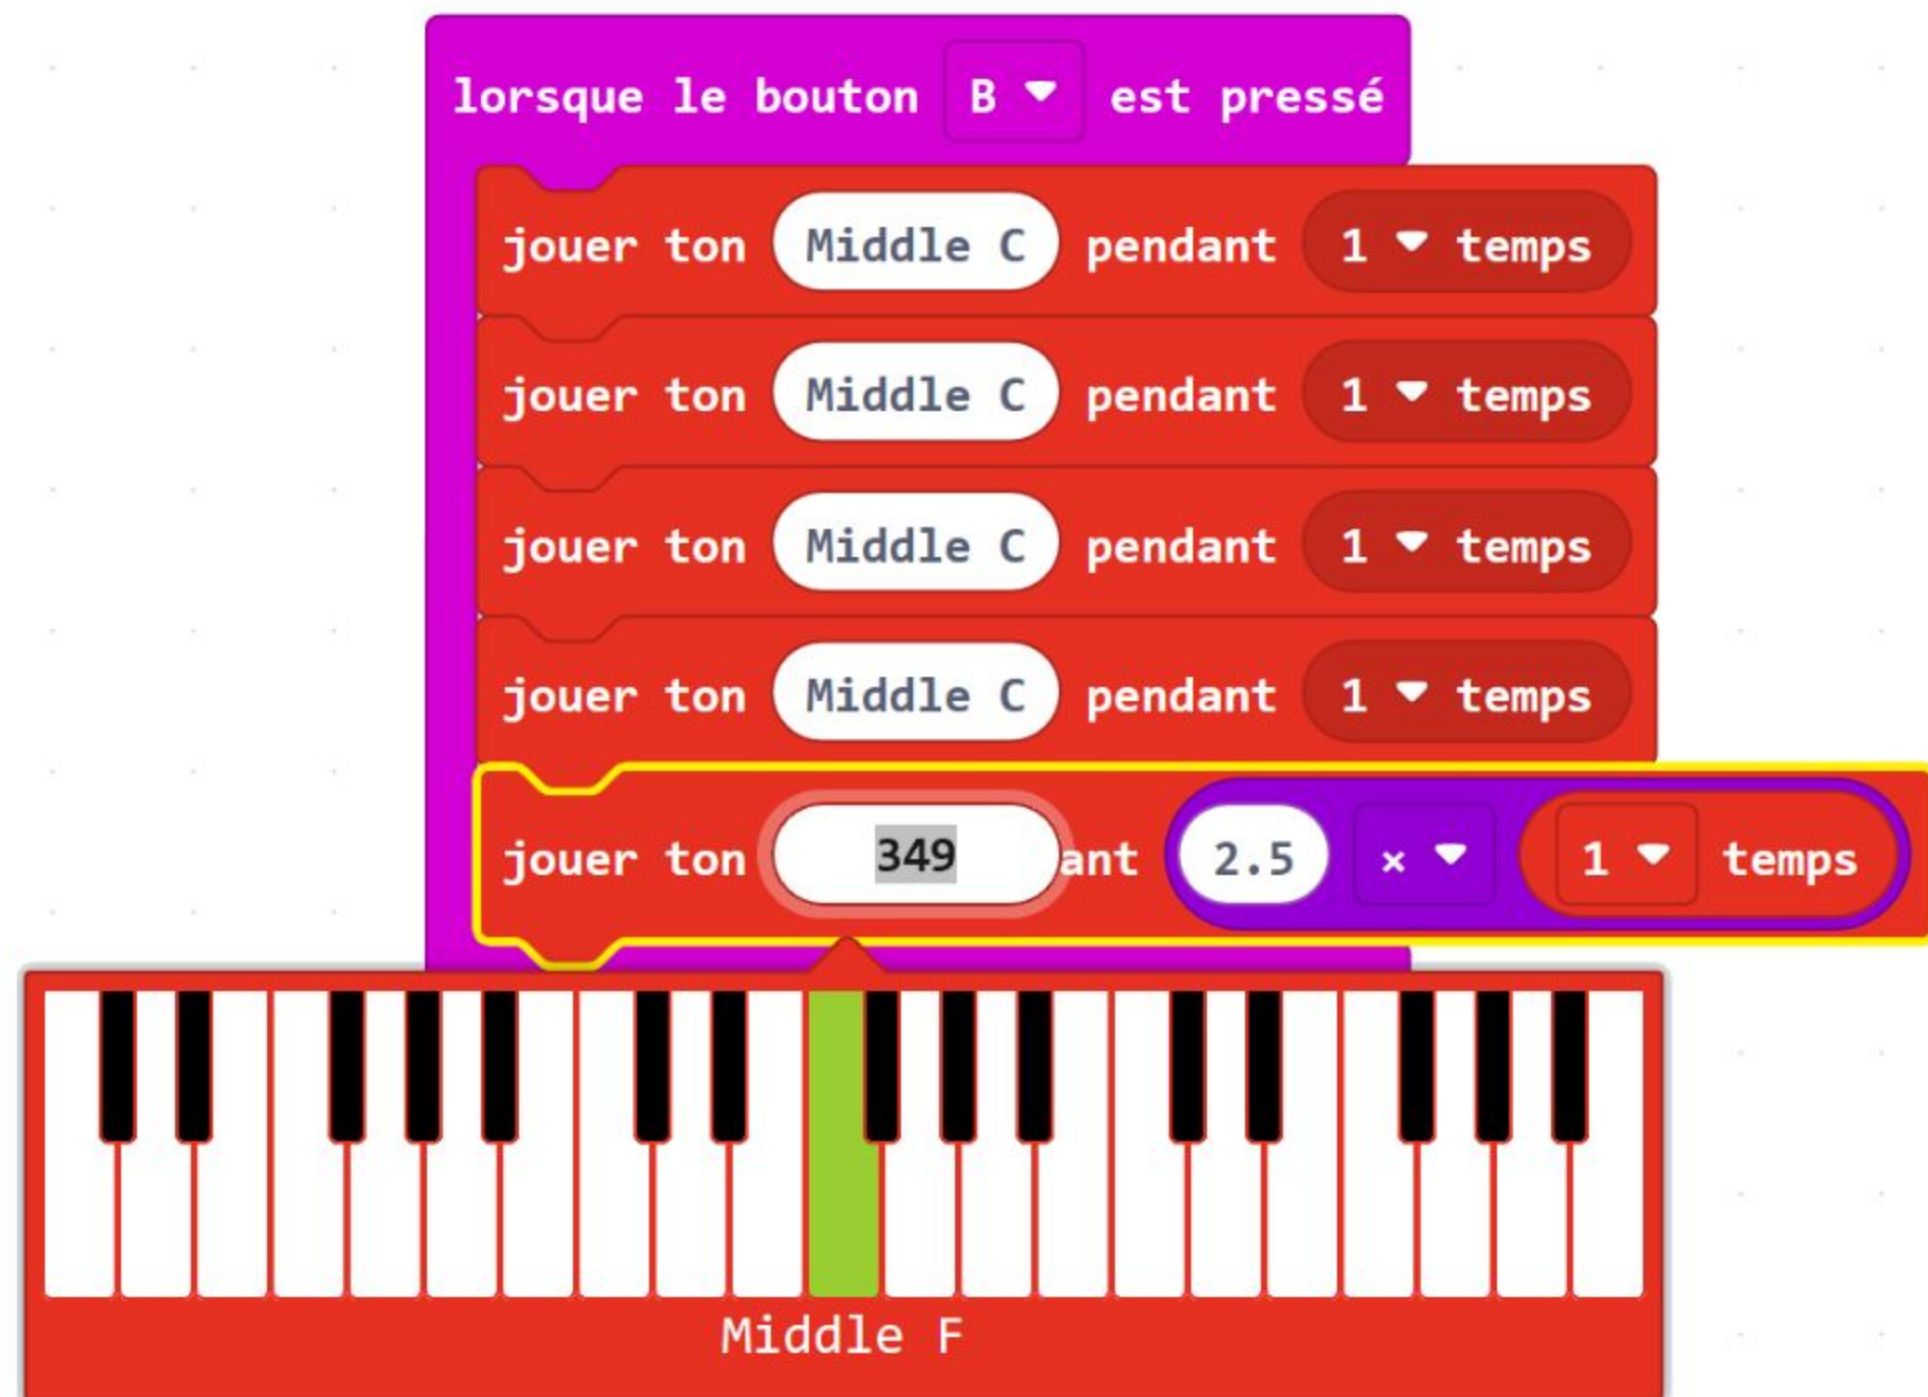 lorsque le bouton B est pressé
jouer ton Middle C pendant 1 temps
jouer ton Middle C pendant 1 temps
jouer ton Middle C pendant 1 temps
jouer ton Middle C pendant 1 temps
jouer ton 349 ant 2.5 × 1 temps
Middle F